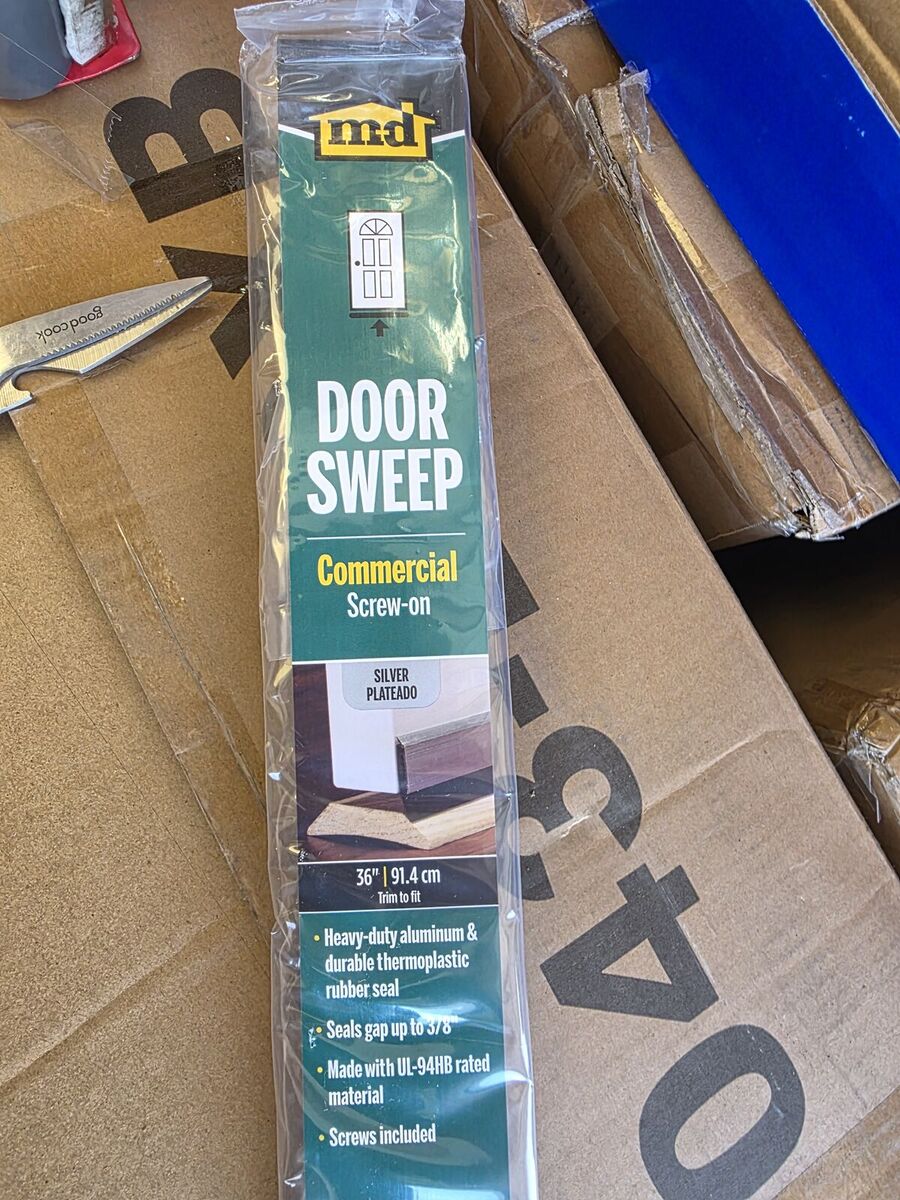 m-d
DOOR
SWEEP
Commercial
Screw-on
SILVER
PLATEADO
36" | 91.4 cm
Trim to fit
• Heavy-duty aluminum &
durable thermoplastic
rubber seal
• Seals gap up to 3/8"
• Made with UL-94HB rated
material
• Screws included
good cook